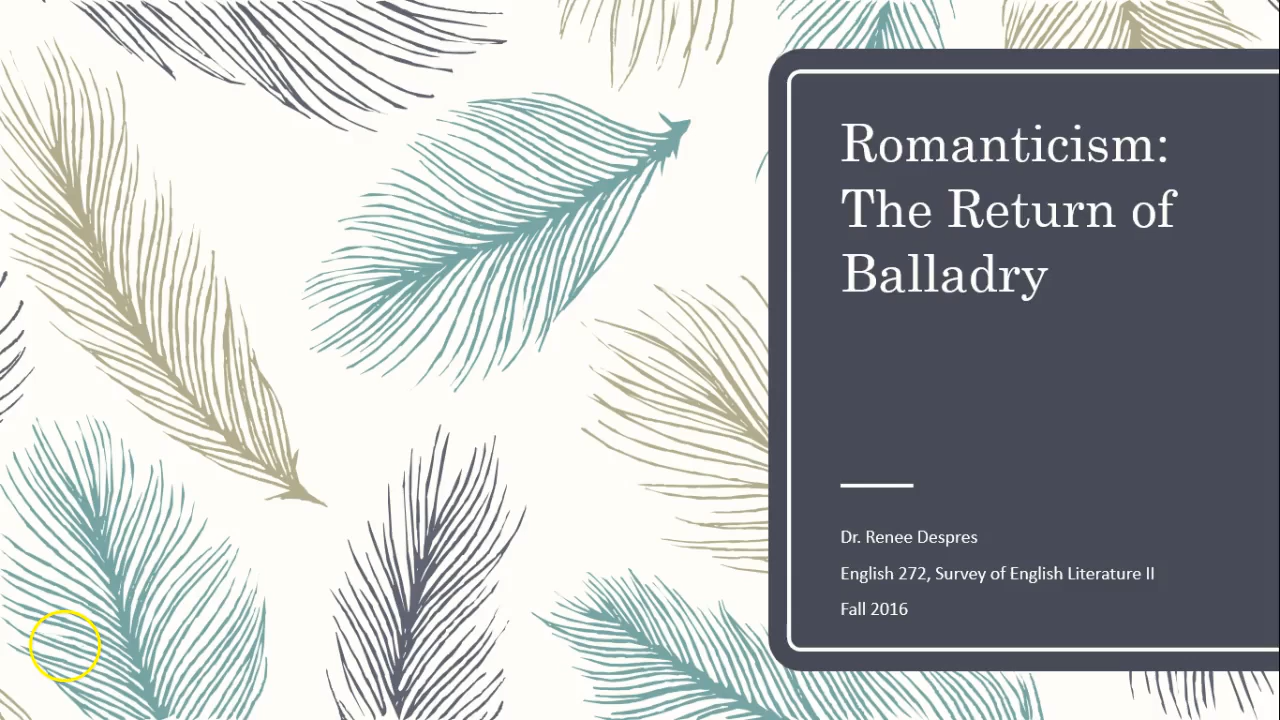 Romanticism:
The Return of
Balladry
Dr. Renee Despres
English 272, Survey of English Literature II
Fall 2016